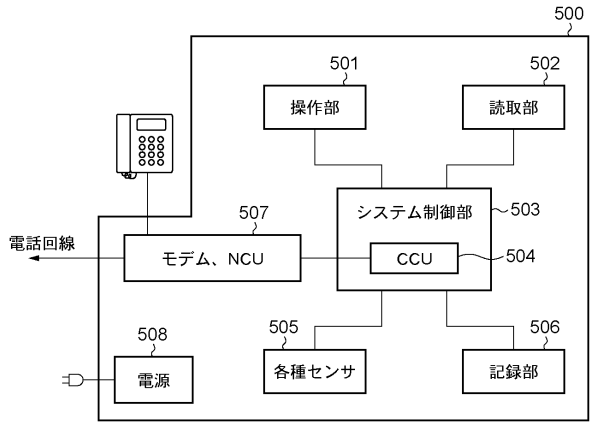 500
501
502
操作部
読取部
システム制御部
503
CCU
504
507
モデム、NCU
電話回線
508
電源
505
各種センサ
506
記録部